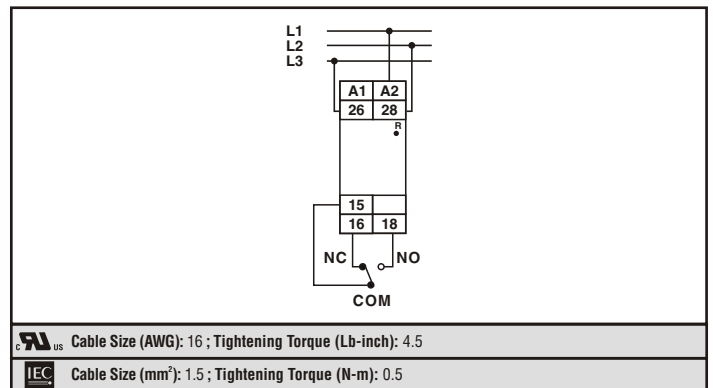 L1
L2
L3
A1 A2
26 28
R
15
16 18
NC NO
COM
c RU us Cable Size (AWG): 16 ; Tightening Torque (Lb-inch): 4.5
IEC Cable Size (mm²): 1.5 ; Tightening Torque (N-m): 0.5